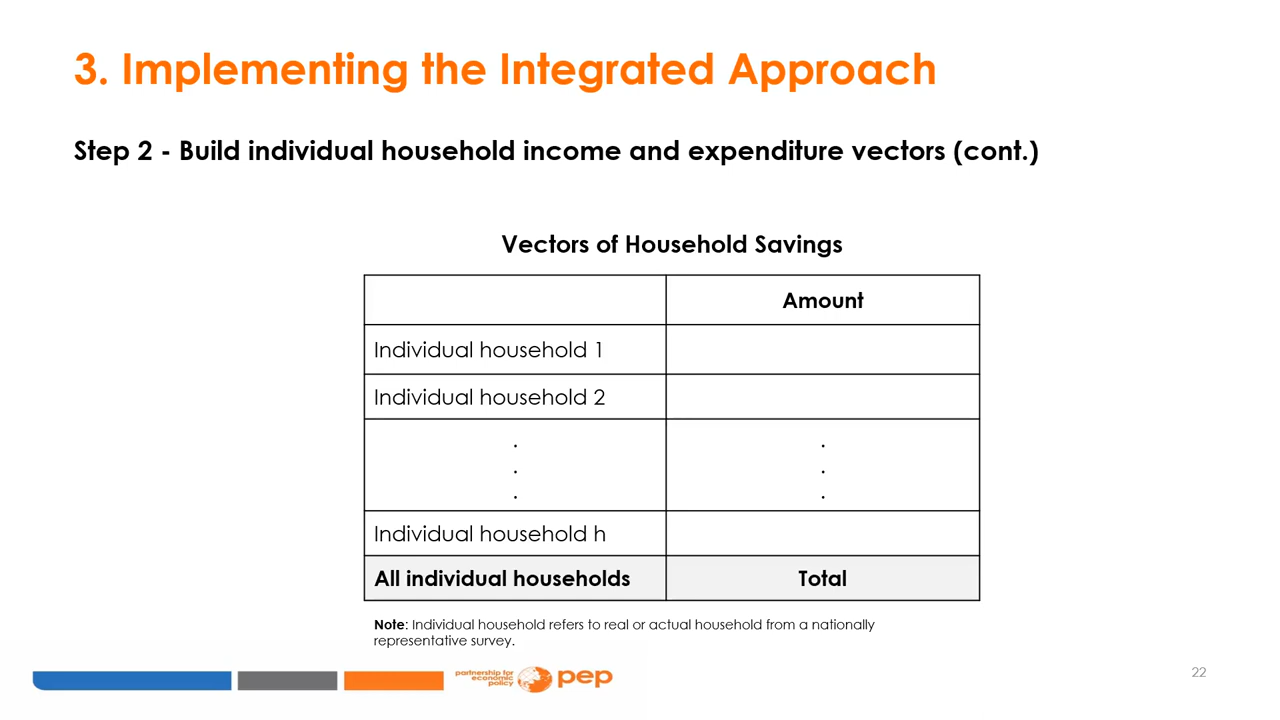 3. Implementing the Integrated Approach
Step 2 - Build individual household income and expenditure vectors (cont.)
Vectors of Household Savings
Amount
Individual household 1
Individual household 2
. .
. .
. .
Individual household h
All individual households Total
Note: Individual household refers to real or actual household from a nationally
representative survey.
partnership for
economic
policy
pep
22